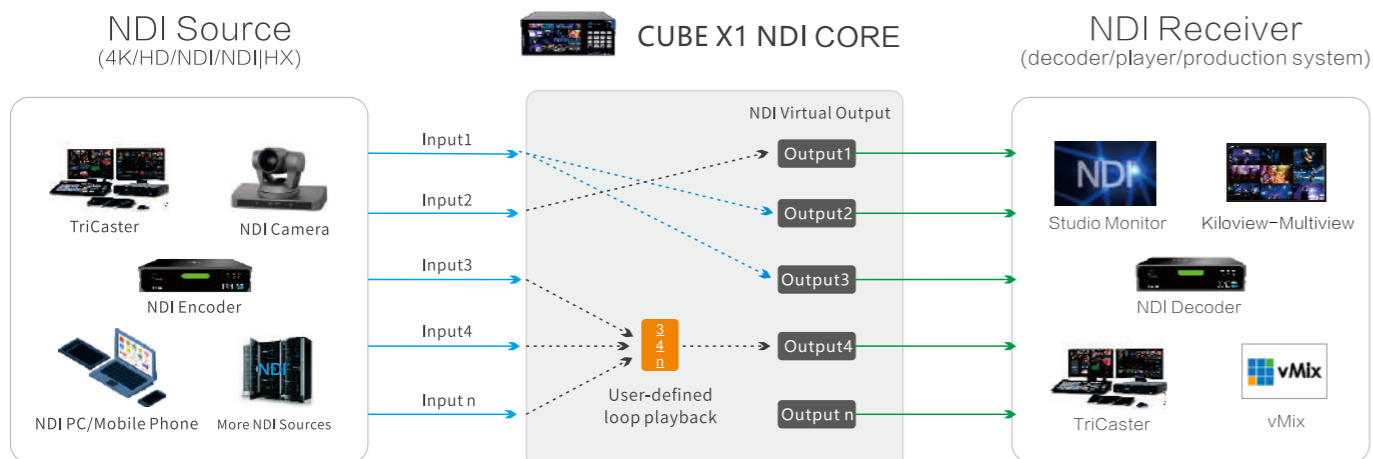 NDI Source
(4K/HD/NDI/NDI|HX)
CUBE X1 NDI CORE
NDI Receiver
(decoder/player/production system)
TriCaster
NDI Camera
NDI Encoder
NDI
NDI PC/Mobile Phone
More NDI Sources
Input1
Input2
Input3
Input4
Input n
NDI Virtual Output
Output1
Output2
Output3
Output4
Output n
3
4
n
User-defined
loop playback
NDI
Studio Monitor
Kiloview-Multiview
NDI Decoder
TriCaster
vMix
vMix